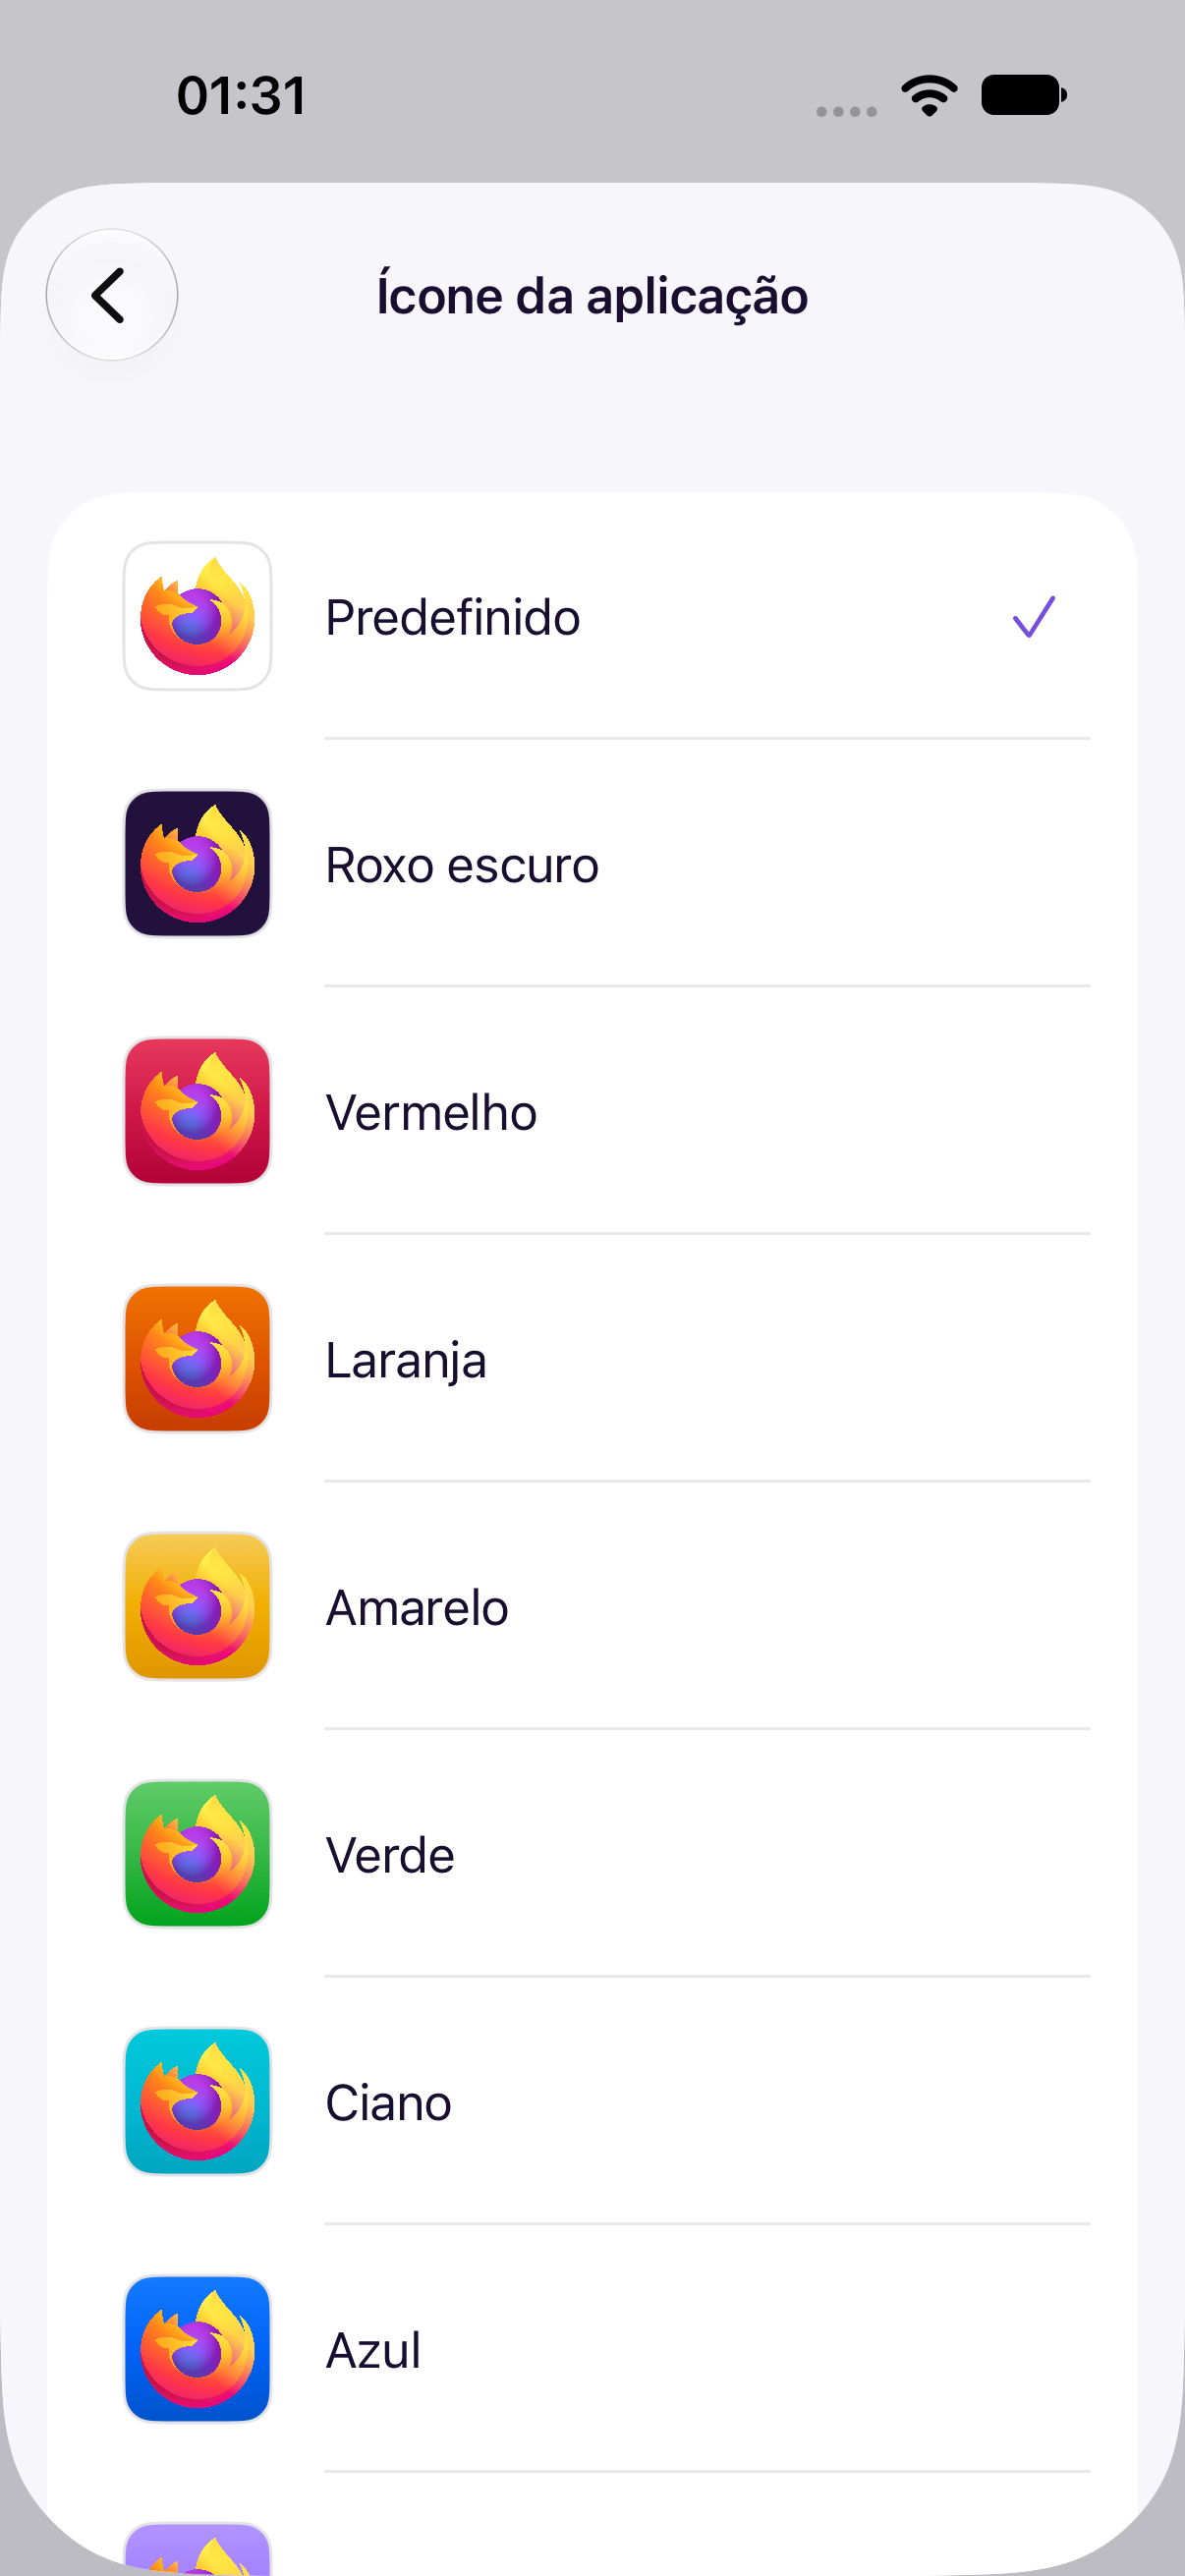 01:31
Ícone da aplicação
Predefinido
Roxo escuro
Vermelho
Laranja
Amarelo
Verde
Ciano
Azul